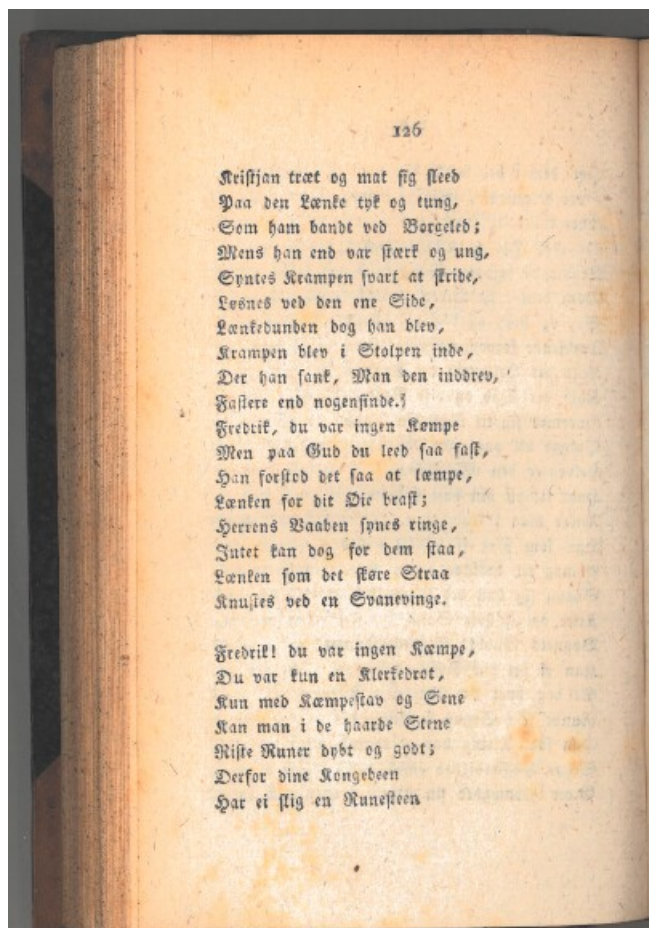 126
Kristjan træt og mat sig sleed
Paa den Lænke tyk og tung,
Som ham bandt ved Borgeled;
Mens han end var stærk og ung,
Syntes Krampen svart at skride,
Løsnes ved den ene Side,
Lænkebunden dog han blev,
Krampen blev i Stolpen inde,
Der han sank, Man den inddrev,
Fastere end nogensinde.
Fredrik, du var ingen Kæmpe
Men paa Gud du leed saa fast,
Han forstod det saa at læmpe,
Lænken for dit Øie brast;
Herrens Vaaben synes ringe,
Intet kan dog for dem staa,
Lænken som det skøre Straa
Knustes ved en Svanevinge.
Fredrik! du var ingen Kæmpe,
Du var kun en Klerkedrot,
Kun med Kæmpestav og Sene
Kan man i de haarde Stene
Riste Runer dybt og godt;
Derfor dine Kongebeen
Har ei slig en Runesteen